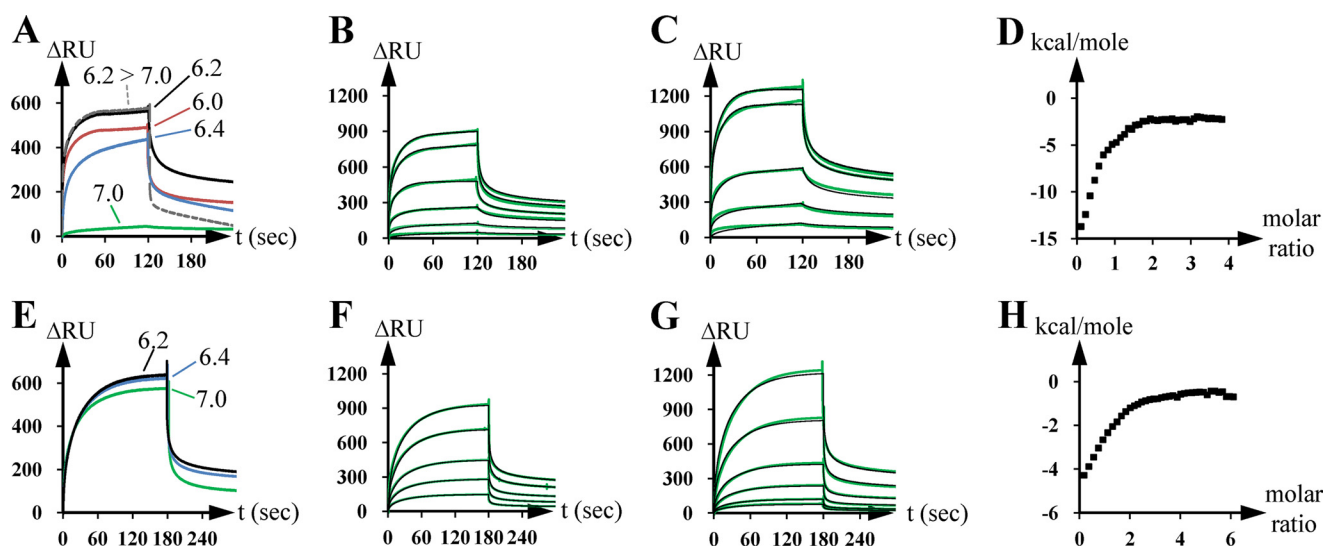 A
ΔRU
6.2 > 7.0
6.2
6.0
6.4
7.0
600
400
200
0
0 60 120 180
t (sec)
B
ΔRU
1200
900
600
300
0
0 60 120 180
t (sec)
C
ΔRU
1200
900
600
300
0
0 60 120 180
t (sec)
D
kcal/mole
0
-5
-10
-15
0 1 2 3 4
molar
ratio
E
ΔRU
6.2
6.4
7.0
600
400
200
0
0 60 120 180 240
t (sec)
F
ΔRU
1200
900
600
300
0
0 60 120 180 240
t (sec)
G
ΔRU
1200
900
600
300
0
0 60 120 180 240
t (sec)
H
kcal/mole
0
-2
-4
-6
0 2 4 6
molar
ratio